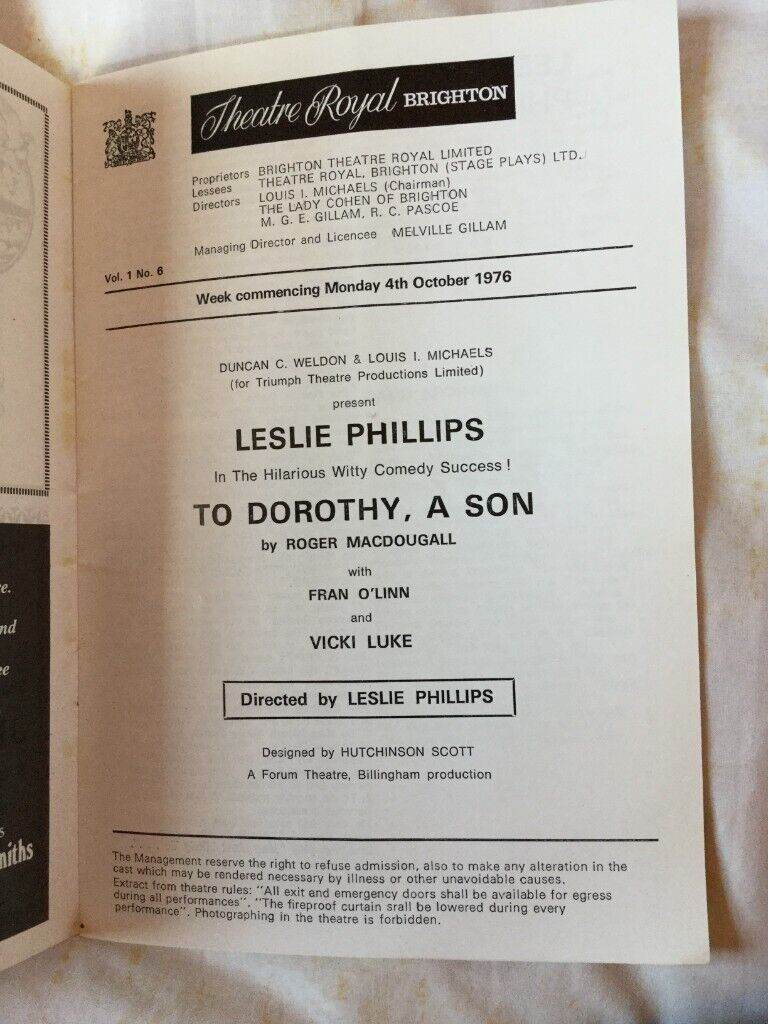 Theatre Royal BRIGHTON
Proprietors BRIGHTON THEATRE ROYAL LIMITED
Lessees THEATRE ROYAL, BRIGHTON (STAGE PLAYS) LTD.
Directors LOUIS I. MICHAELS (Chairman)
THE LADY COHEN OF BRIGHTON
M. G. E. GILLAM, R. C. PASCOE
Managing Director and Licencee MELVILLE GILLAM
Vol. 1 No. 6
Week commencing Monday 4th October 1976
DUNCAN C. WELDON & LOUIS I. MICHAELS
(for Triumph Theatre Productions Limited)
present
LESLIE PHILLIPS
In The Hilarious Witty Comedy Success !
TO DOROTHY, A SON
by ROGER MACDOUGALL
with
FRAN O'LINN
and
VICKI LUKE
Directed by LESLIE PHILLIPS
Designed by HUTCHINSON SCOTT
A Forum Theatre, Billingham production
The Management reserve the right to refuse admission, also to make any alteration in the
cast which may be rendered necessary by illness or other unavoidable causes.
Extract from theatre rules: "All exit and emergency doors shall be available for egress
during all performances". "The fireproof curtain srall be lowered during every
performance". Photographing in the theatre is forbidden.